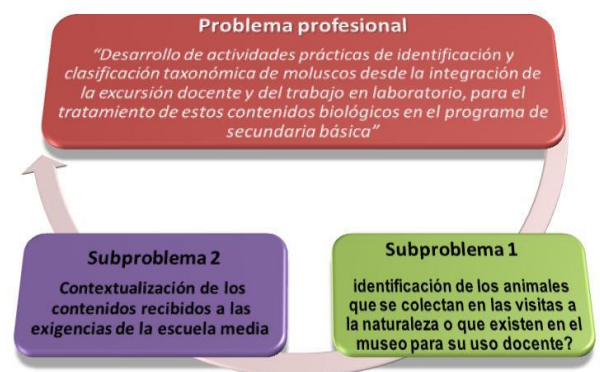 Problema profesional
“Desarrollo de actividades prácticas de identificación y
clasificación taxonómica de moluscos desde la integración de
la excursión docente y del trabajo en laboratorio, para el
tratamiento de estos contenidos biológicos en el programa de
secundaria básica”
Subproblema 2
Contextualización de los
contenidos recibidos a las
exigencias de la escuela media
Subproblema 1
identificación de los animales
que se colectan en las visitas a
la naturaleza o que existen en el
museo para su uso docente?